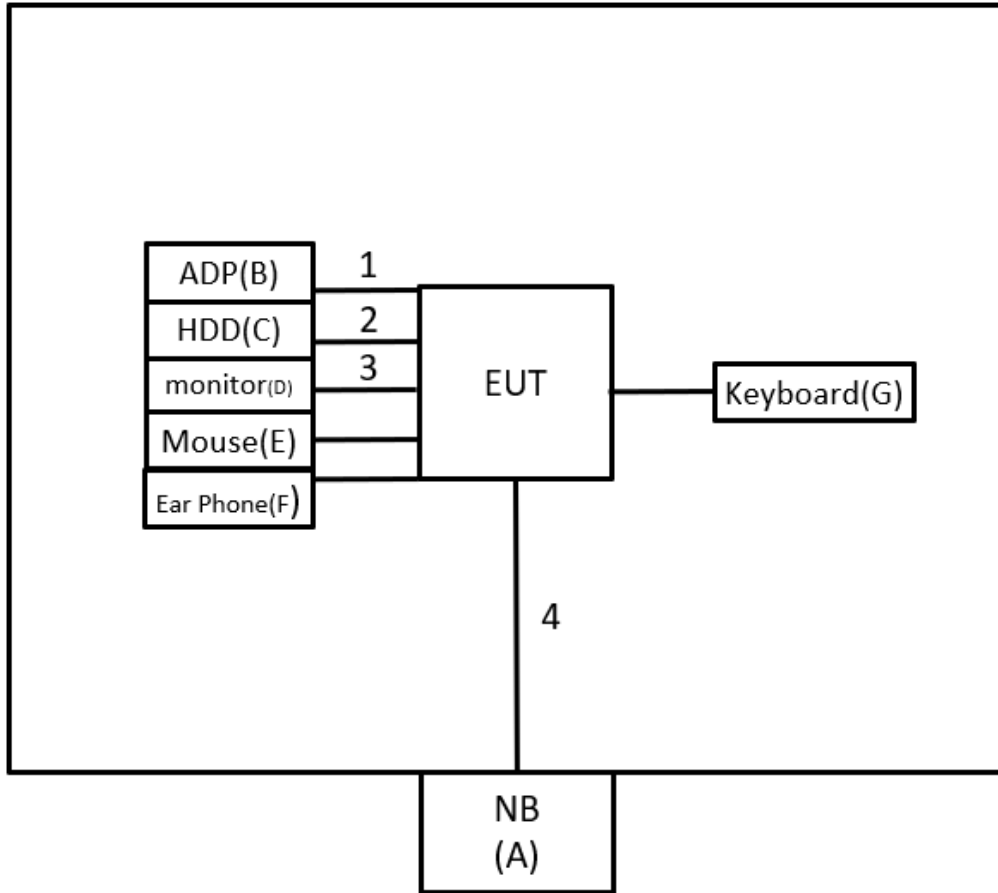 ADP(B)
1
HDD(C)
2
monitor(D)
3
Mouse(E)
Ear Phone(F)
EUT
Keyboard(G)
4
NB
(A)